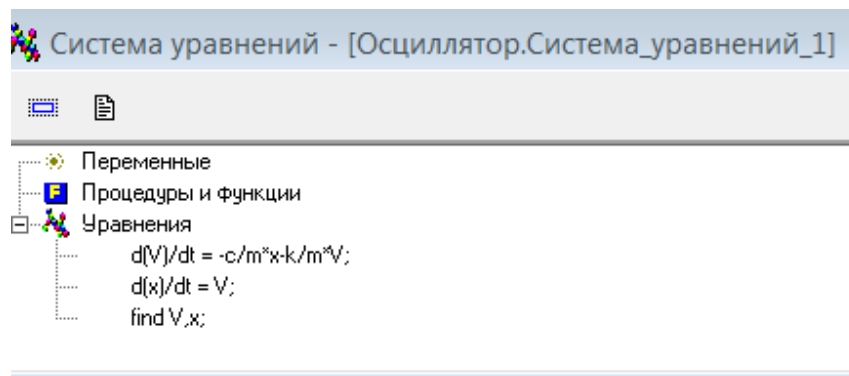 Система уравнений - [Осциллятор.Система_уравнений_1]
Переменные
F Процедуры и функции
Уравнения
d(V)/dt = -c/m*x-k/m*V;
d(x)/dt = V;
find V,x;